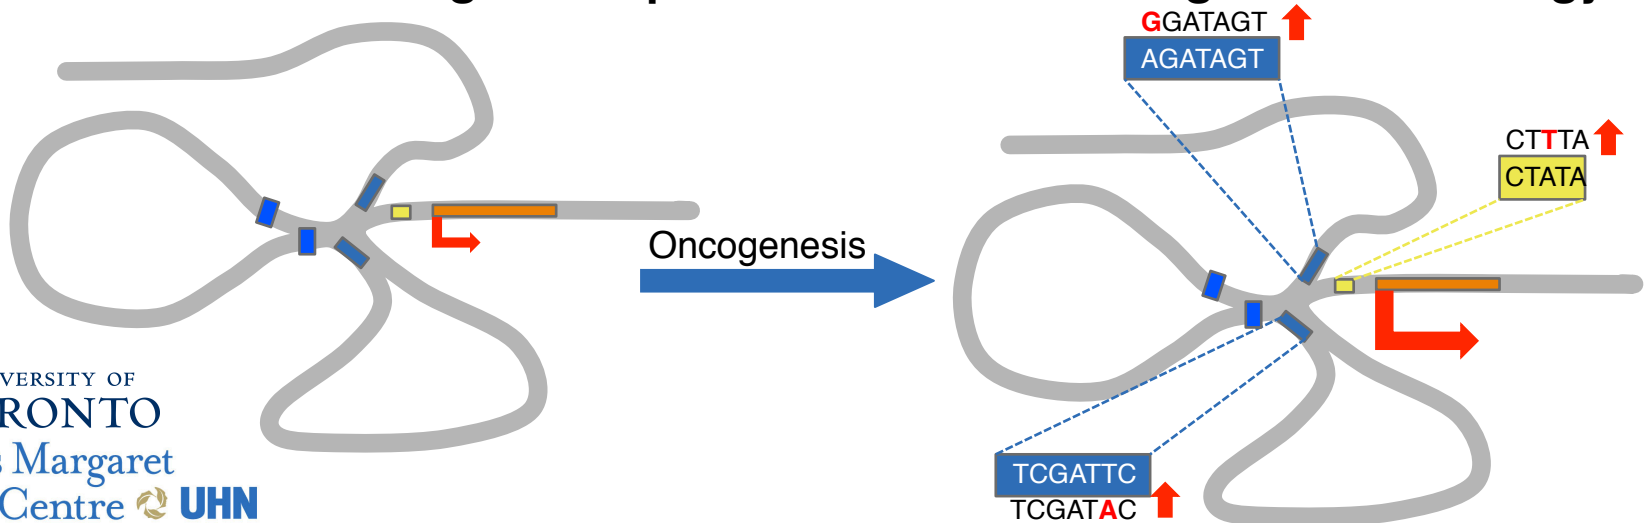 GGATAGT
AGATAGT
CTTTA
CTATA
Oncogenesis
VERSITY OF
RONTO
Margaret
Centre UHN
TCGATTC
TCGATAC